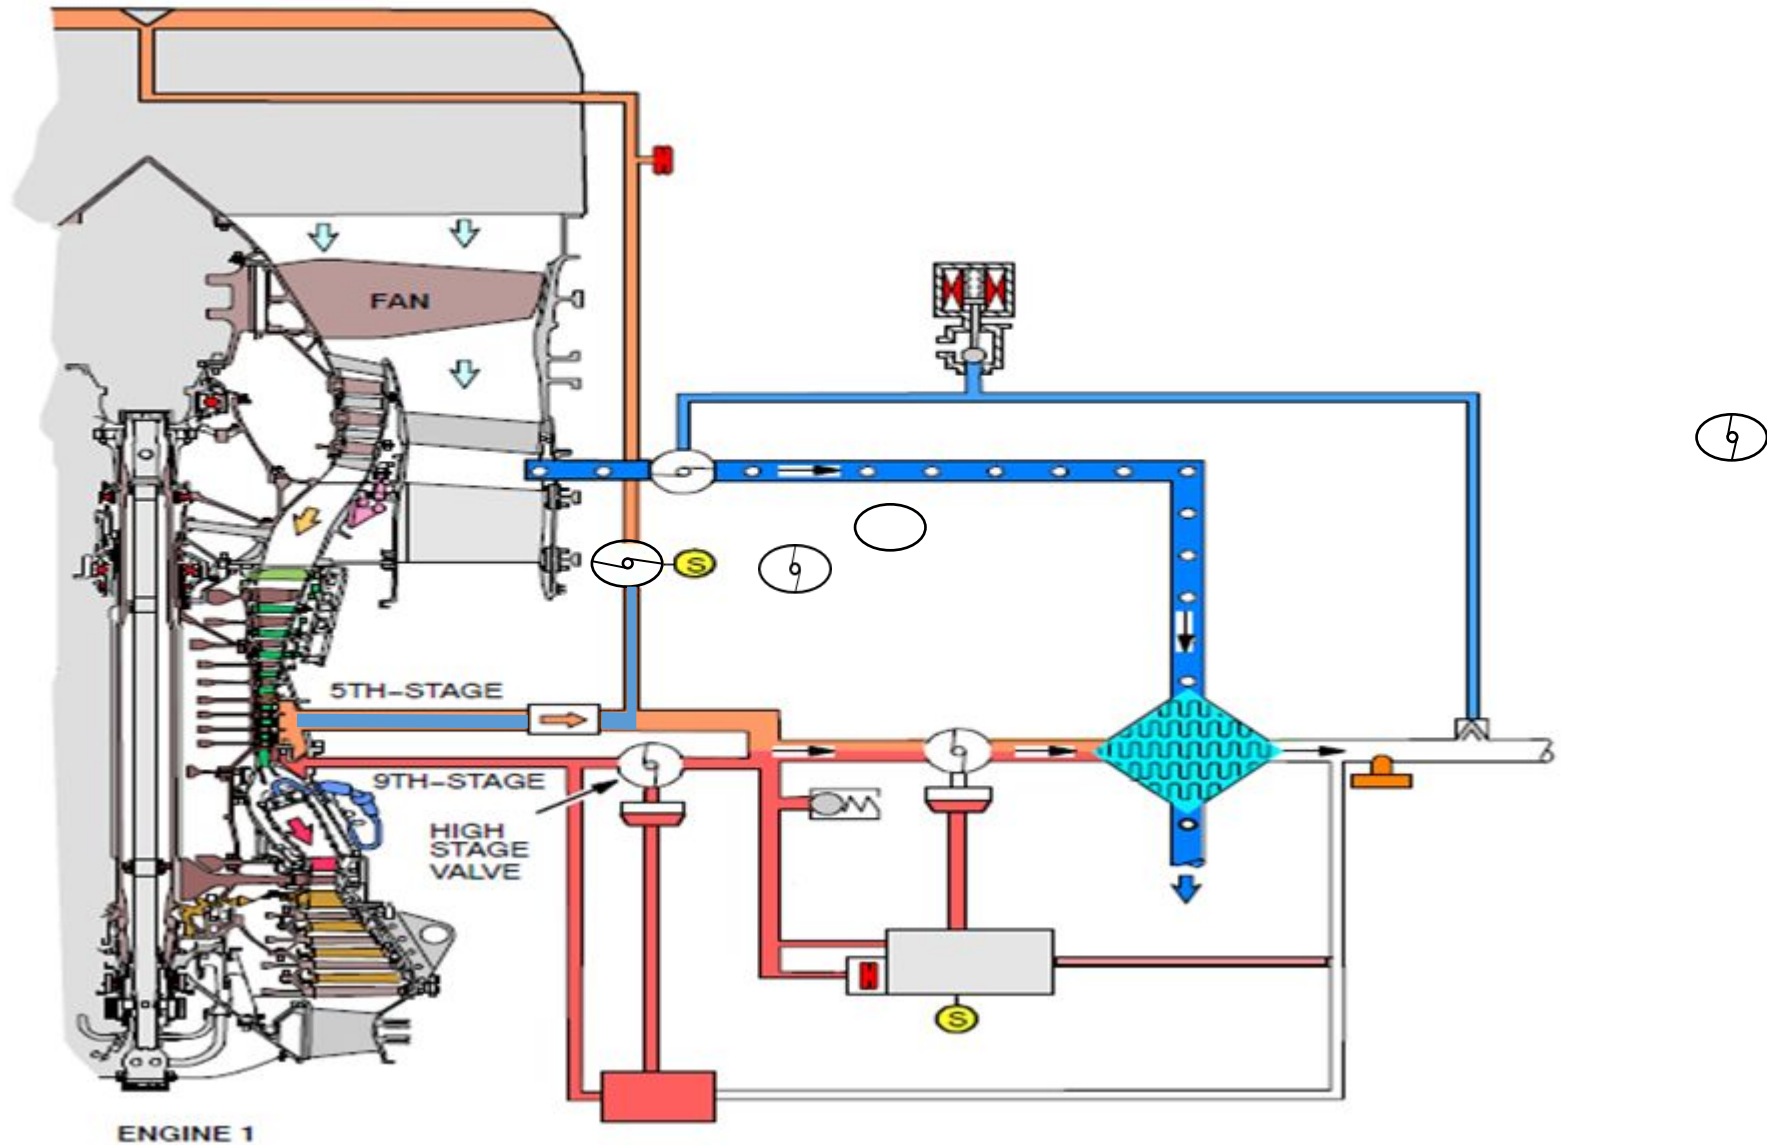 FAN
S
5TH-STAGE
9TH-STAGE
HIGH
STAGE
VALVE
S
ENGINE 1